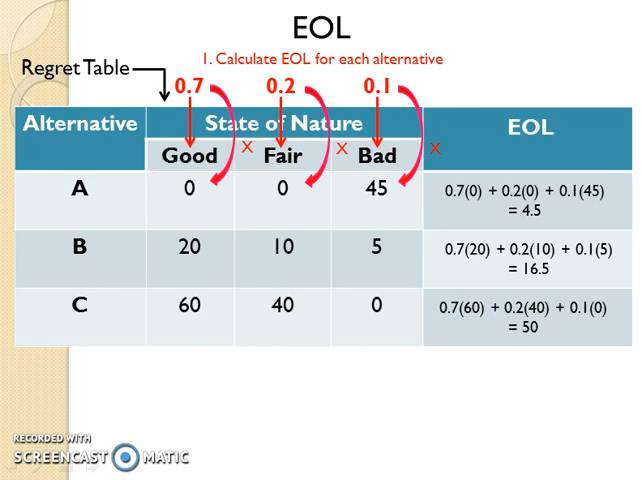 EOL
1. Calculate EOL for each alternative
Regret Table
0.7 0.2 0.1
Alternative State of Nature EOL
Good x Fair x Bad x
A 0 0 45 0.7(0) + 0.2(0) + 0.1(45)
= 4.5
B 20 10 5 0.7(20) + 0.2(10) + 0.1(5)
= 16.5
C 60 40 0 0.7(60) + 0.2(40) + 0.1(0)
= 50
RECORDED WITH
SCREENCAST MATIC